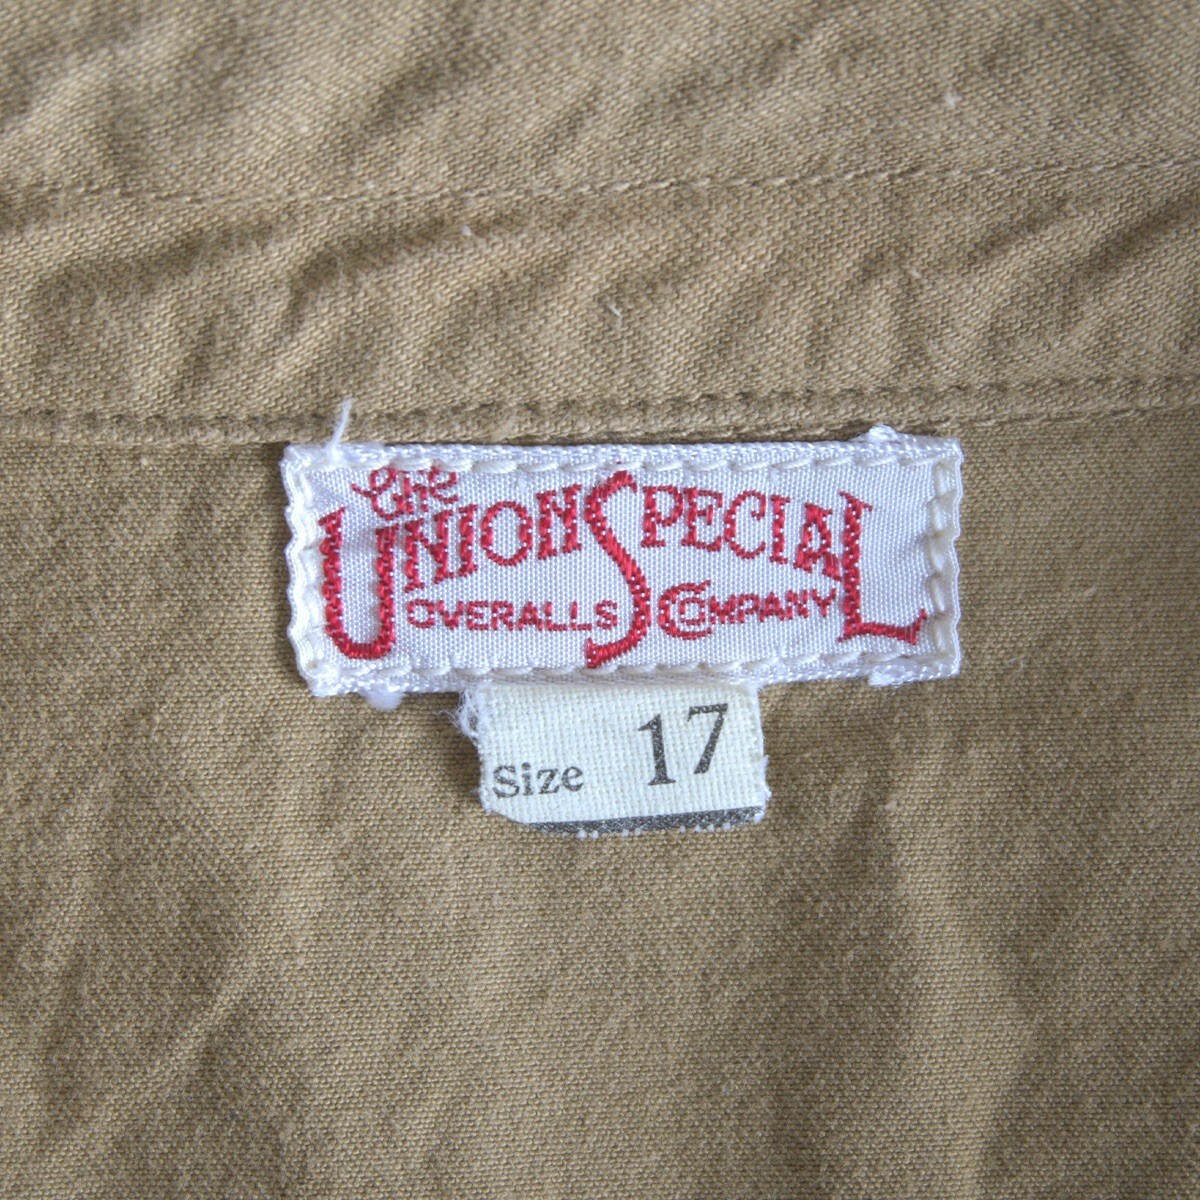 The
UNION SPECIAL
OVERALLS COMPANY
Size 17